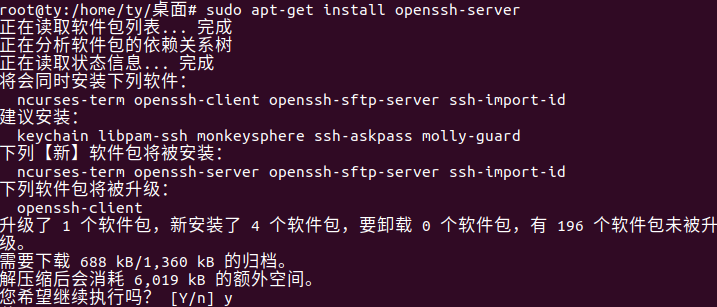 root@ty:/home/ty/桌面# sudo apt-get install openssh-server
正在读取软件包列表... 完成
正在分析软件包的依赖关系树
正在读取状态信息... 完成
将会同时安装下列软件：
  ncurses-term openssh-client openssh-sftp-server ssh-import-id
建议安装：
  keychain libpam-ssh monkeysphere ssh-askpass molly-guard
下列【新】软件包将被安装：
  ncurses-term openssh-server openssh-sftp-server ssh-import-id
下列软件包将被升级：
  openssh-client
升级了 1 个软件包，新安装了 4 个软件包，要卸载 0 个软件包，有 196 个软件包未被升
级。
需要下载 688 kB/1,360 kB 的归档。
解压缩后会消耗 6,019 kB 的额外空间。
您希望继续执行吗？ [Y/n] y